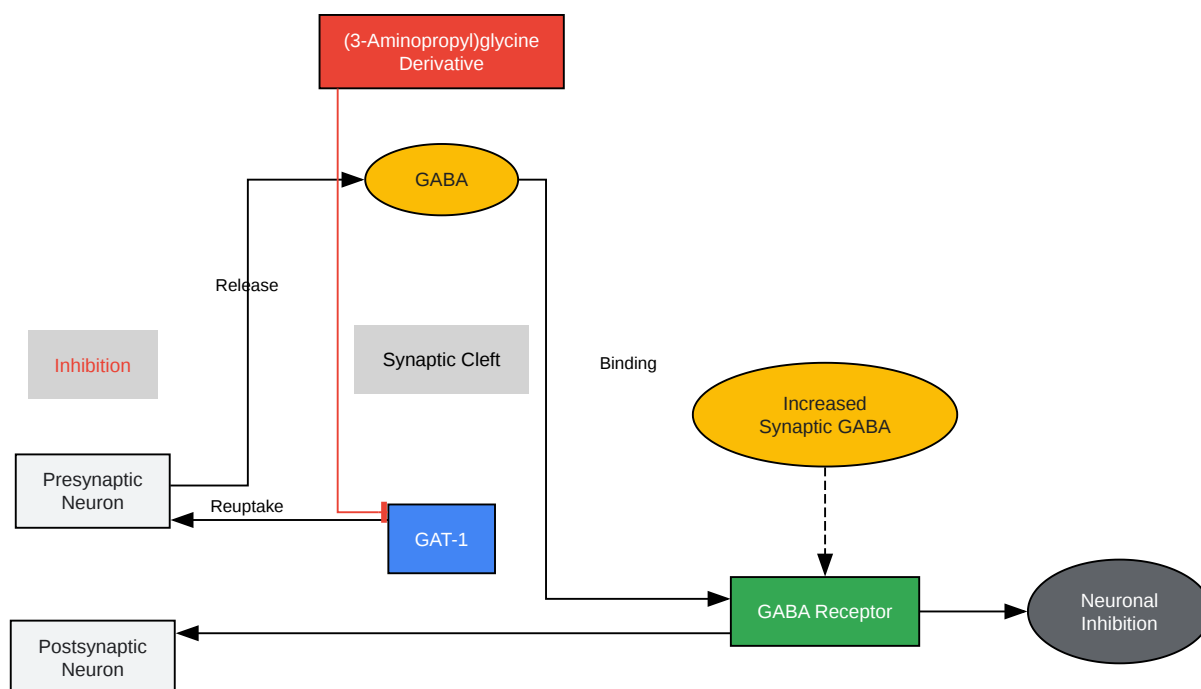 (3-Aminopropyl)glycine
Derivative
GABA
Release
Inhibition
Synaptic Cleft
Binding
Increased
Synaptic GABA
Presynaptic
Neuron
Reuptake
GAT-1
GABA Receptor
Neuronal
Inhibition
Postsynaptic
Neuron